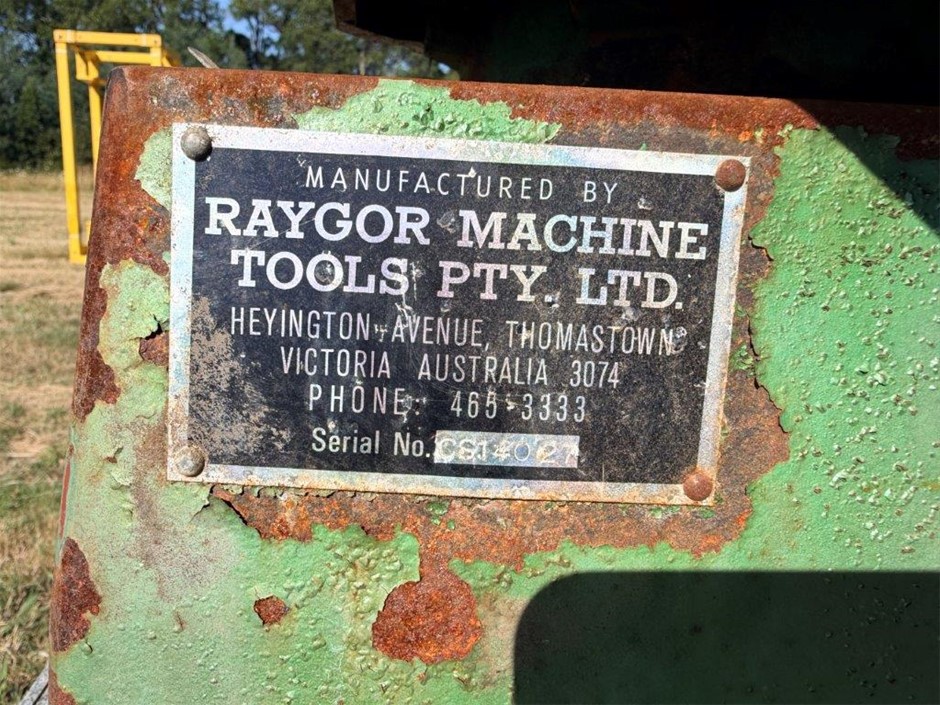 MANUFACTURED BY
RAYGOR MACHINE
TOOLS PTY. LTD.
HEYINGTON AVENUE, THOMASTOWN
VICTORIA AUSTRALIA 3074
PHONE: 465-3333
Serial No.